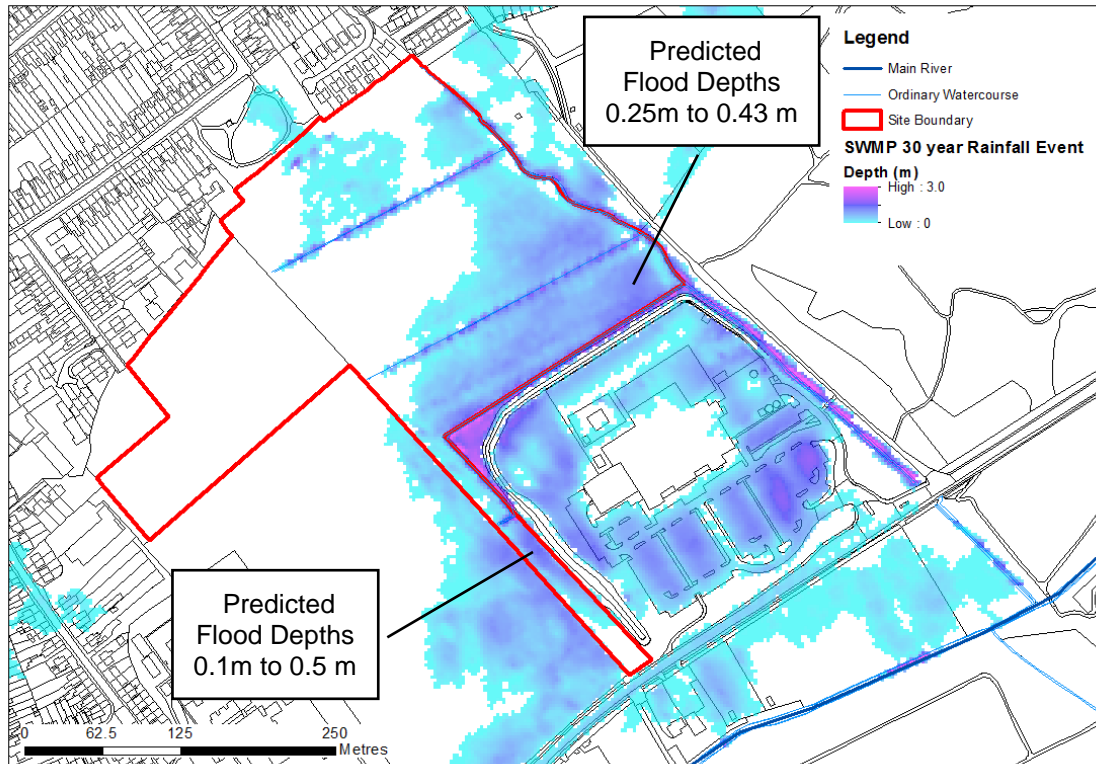 Predicted
Flood Depths
0.25m to 0.43 m
Legend
Main River
Ordinary Watercourse
Site Boundary
SWMP 30 year Rainfall Event
Depth (m)
High : 3.0
Low : 0
Predicted
Flood Depths
0.1m to 0.5 m
0 62.5 125 250
Metres